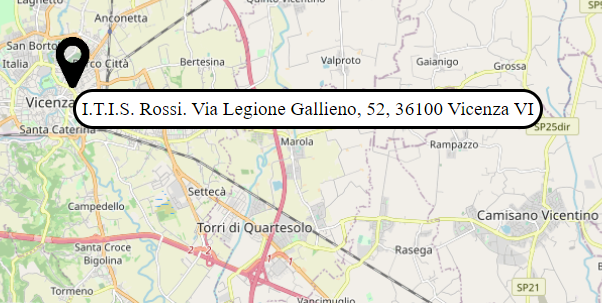 Lagnetto
Quinto Vicentino
Anconetta
San Borto
Parco Città
Italia
Bertesina
Valproto
Gaianigo
Grossa
Vicenza
I.T.I.S. Rossi. Via Legione Gallieno, 52, 36100 Vicenza VI
Santa Caterina
Marola
SP25dir
Rampazzo
Settecà
Campedello
Torri di Quartesolo
Camisano Vicentino
Santa Croce
Bigolina
Rasega
Tormeno
SP21
Vancimuglio